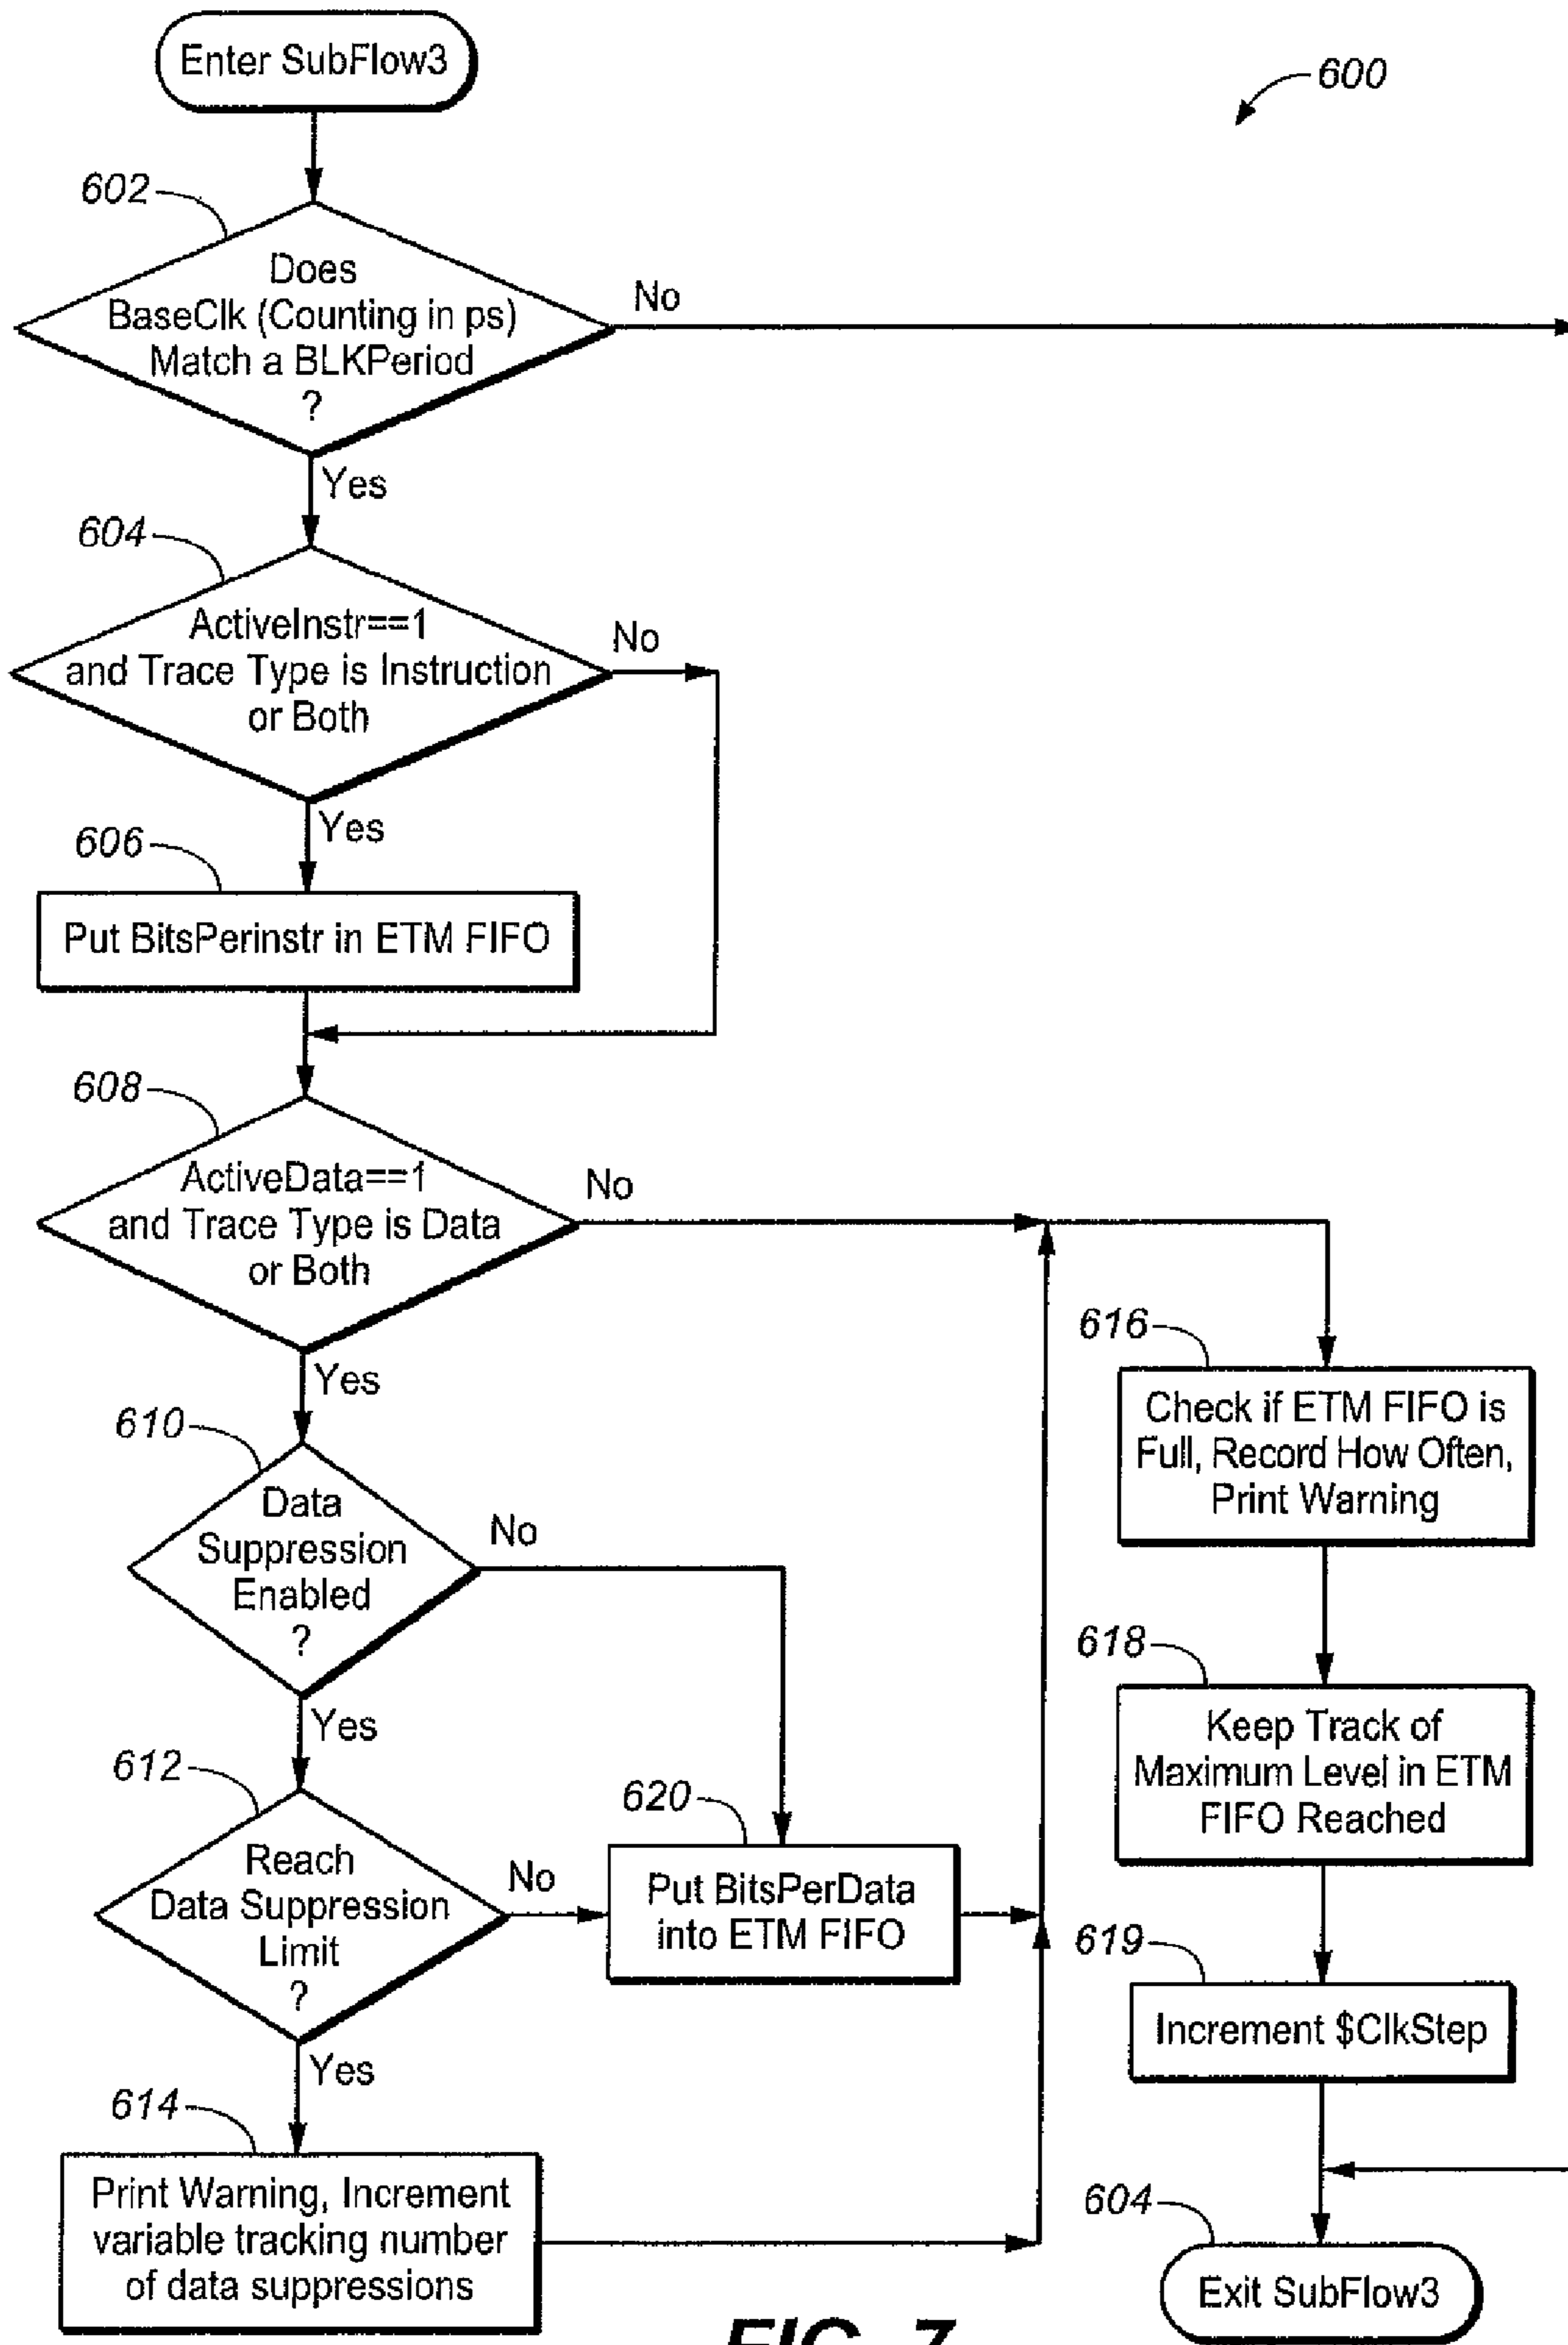 Enter SubFlow3
600
602
Does
BaseClk (Counting in ps)
Match a BLKPeriod
?
No
Yes
604
ActiveInstr==1
and Trace Type is Instruction
or Both
No
Yes
606
Put BitsPerinstr in ETM FIFO
608
ActiveData==1
and Trace Type is Data
or Both
No
Yes
610
Data
Suppression
Enabled
?
No
Yes
612
Reach
Data Suppression
Limit
?
No
Yes
614
Print Warning, Increment
variable tracking number
of data suppressions
620
Put BitsPerData
into ETM FIFO
616
Check if ETM FIFO is
Full, Record How Often,
Print Warning
618
Keep Track of
Maximum Level in ETM
FIFO Reached
619
Increment $ClkStep
604
Exit SubFlow3
FIG. 7